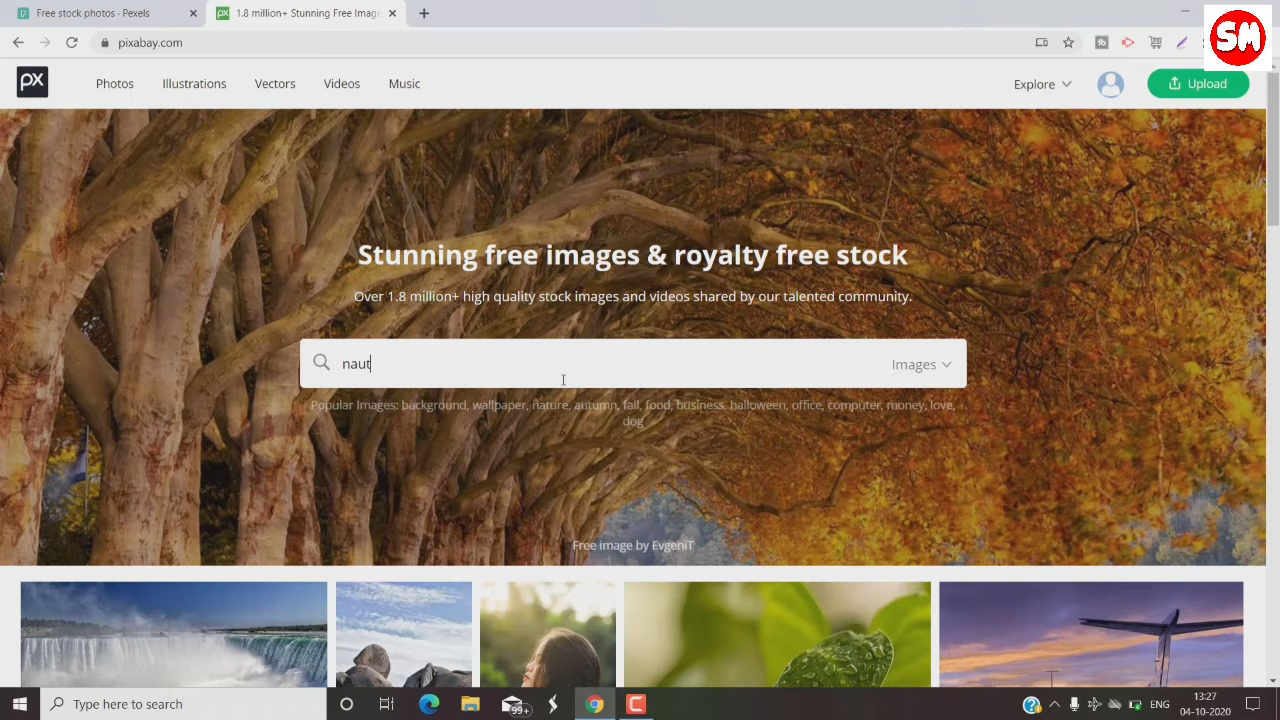 Free stock photos - Pexels
1.8 million+ Stunning Free Image
pixabay.com
SM
px
Photos
Illustrations
Vectors
Videos
Music
Explore
Upload
Stunning free images & royalty free stock
Over 1.8 million+ high quality stock images and videos shared by our talented community.
naut
Images
Popular Images: background, wallpaper, nature, autumn, fall, food, business, halloween, office, computer, money, love,
dog
Free image by EvgeniT
Type here to search
99+
ENG
13:27
04-10-2020